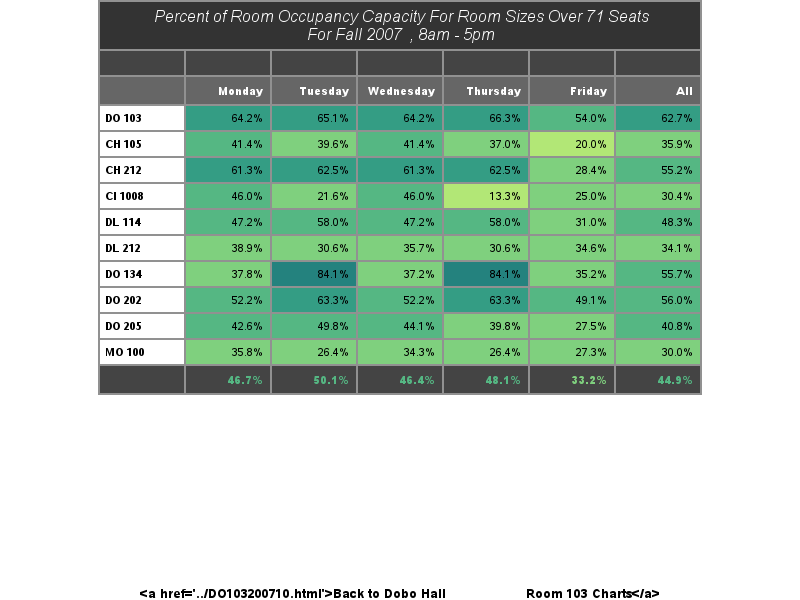 Percent of Room Occupancy Capacity For Room Sizes Over 71 Seats
For Fall 2007 , 8am - 5pm
Monday Tuesday Wednesday Thursday Friday All
DO 103 64.2% 65.1% 64.2% 66.3% 54.0% 62.7%
CH 105 41.4% 39.6% 41.4% 37.0% 20.0% 35.9%
CH 212 61.3% 62.5% 61.3% 62.5% 28.4% 55.2%
CI 1008 46.0% 21.6% 46.0% 13.3% 25.0% 30.4%
DL 114 47.2% 58.0% 47.2% 58.0% 31.0% 48.3%
DL 212 38.9% 30.6% 35.7% 30.6% 34.6% 34.1%
DO 134 37.8% 84.1% 37.2% 84.1% 35.2% 55.7%
DO 202 52.2% 63.3% 52.2% 63.3% 49.1% 56.0%
DO 205 42.6% 49.8% 44.1% 39.8% 27.5% 40.8%
MO 100 35.8% 26.4% 34.3% 26.4% 27.3% 30.0%
46.7% 50.1% 46.4% 48.1% 33.2% 44.9%
<a href='../DO103200710.html'>Back to Dobo Hall Room 103 Charts</a>